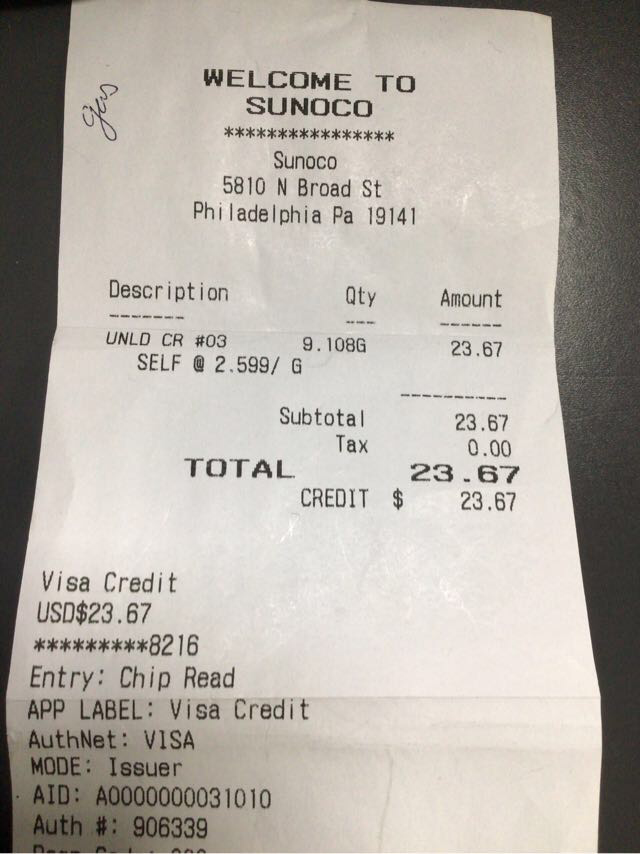 gas
WELCOME TO
SUNOCO
****************
Sunoco
5810 N Broad St
Philadelphia Pa 19141
Description Qty Amount
UNLD CR #03 9.108G 23.67
SELF @ 2.599/ G
Subtotal 23.67
Tax 0.00
TOTAL 23.67
CREDIT $ 23.67
Visa Credit
USD$23.67
*********8216
Entry: Chip Read
APP LABEL: Visa Credit
AuthNet: VISA
MODE: Issuer
AID: A0000000031010
Auth #: 906339